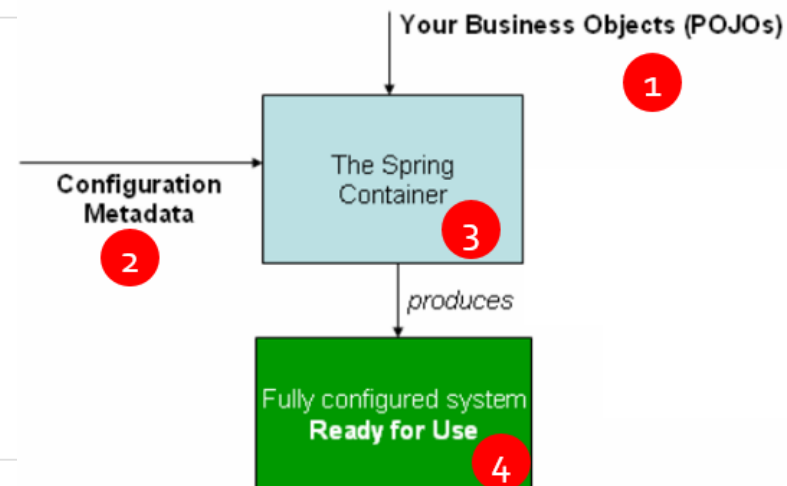 Your Business Objects (POJOs)
1
The Spring
Container
3
Configuration
Metadata
2
produces
Fully configured system
Ready for Use
4